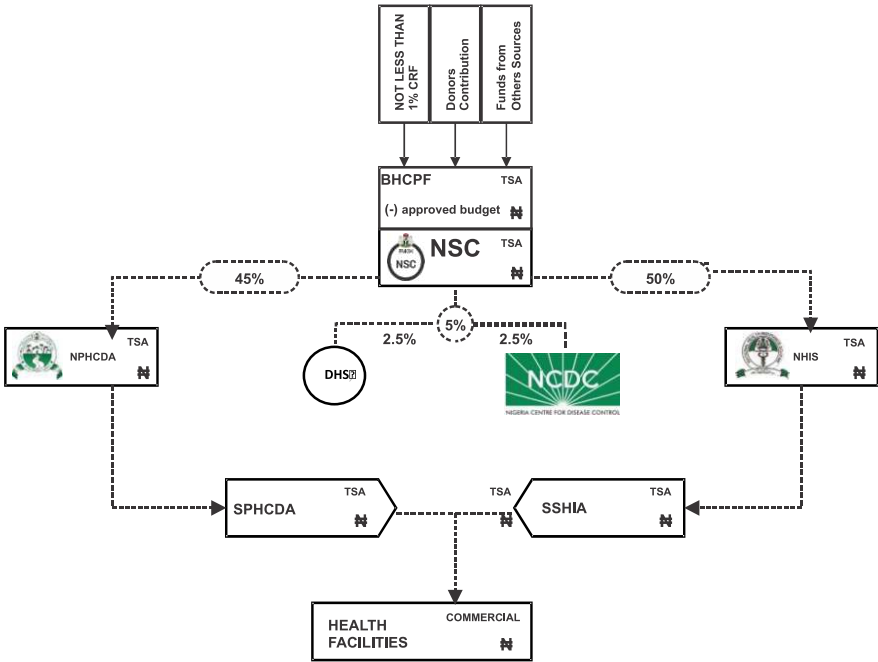 NOT LESS THAN
1% CRF
Donors
Contribution
Funds from
Others Sources
BHCPF
TSA
(-) approved budget
₦
NSC
NSC
TSA
₦
45%
5%
50%
2.5%
2.5%
NPHCDA
TSA
₦
DHS
NCDC
NIGERIA CENTRE FOR DISEASE CONTROL
NHIS
TSA
₦
SPHCDA
TSA
₦
TSA
₦
SSHIA
TSA
₦
HEALTH
FACILITIES
COMMERCIAL
₦